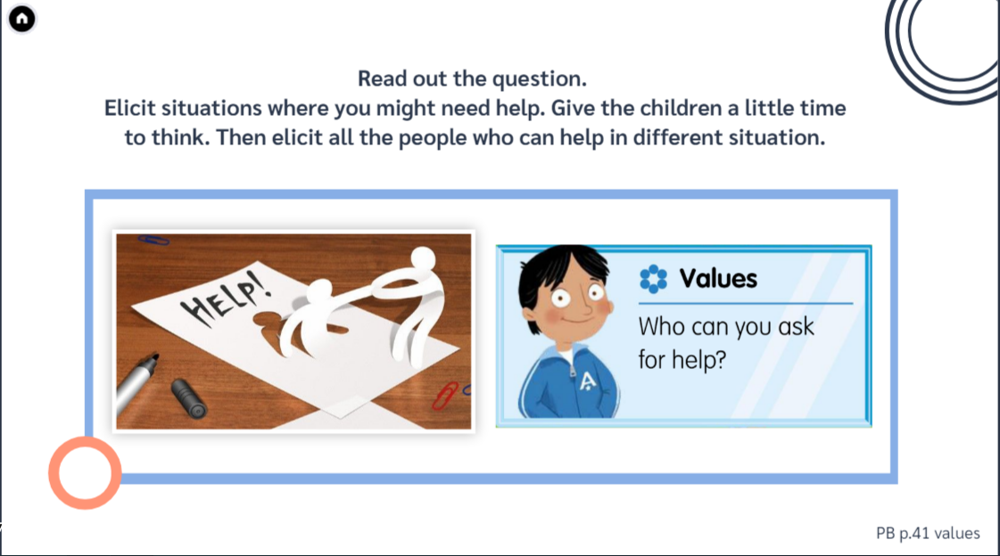 Read out the question.
Elicit situations where you might need help. Give the children a little time
to think. Then elicit all the people who can help in different situation.
HELP!
Values
Who can you ask
for help?
A
PB p.41 values